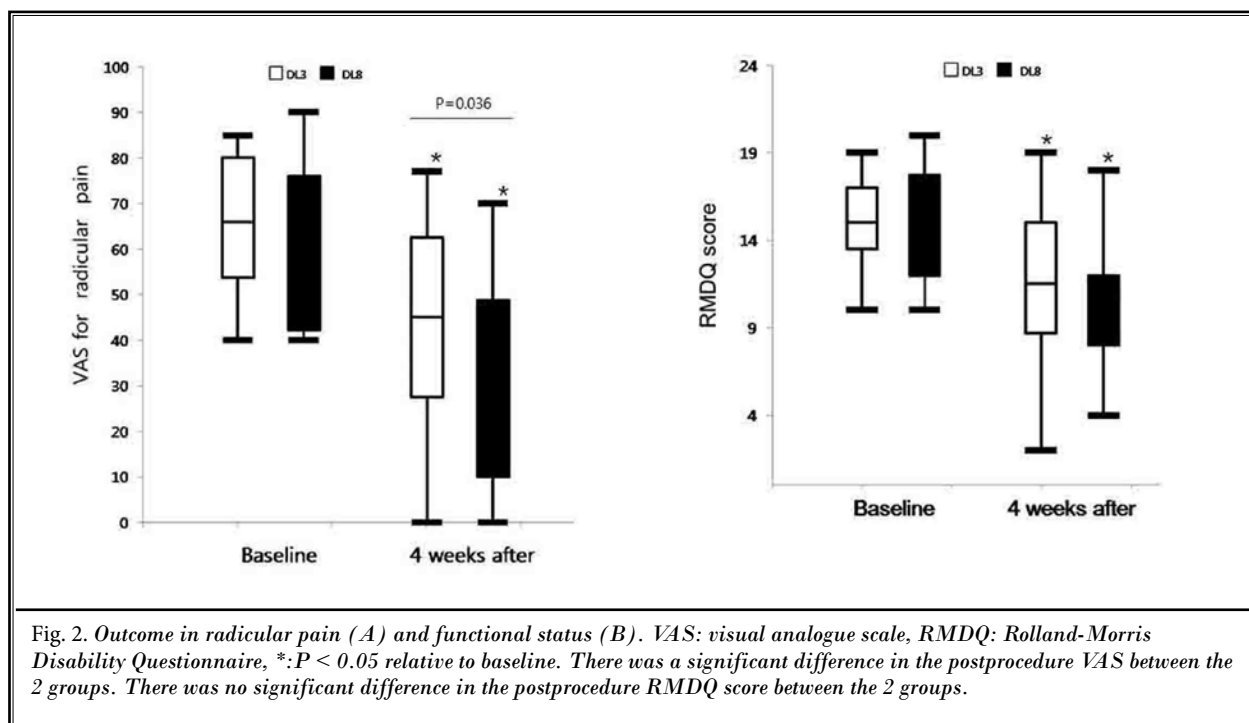 100
90
80
70
60
50
40
30
20
10
0
VAS for radicular pain
DL3 DL8
P=0.036
*
*
Baseline 4 weeks after
24
19
14
9
4
RMDQ score
DL3 DL8
*
*
Baseline 4 weeks after
Fig. 2. Outcome in radicular pain (A) and functional status (B). VAS: visual analogue scale, RMDQ: Rolland-Morris
Disability Questionnaire, *:P < 0.05 relative to baseline. There was a significant difference in the postprocedure VAS between the
2 groups. There was no significant difference in the postprocedure RMDQ score between the 2 groups.